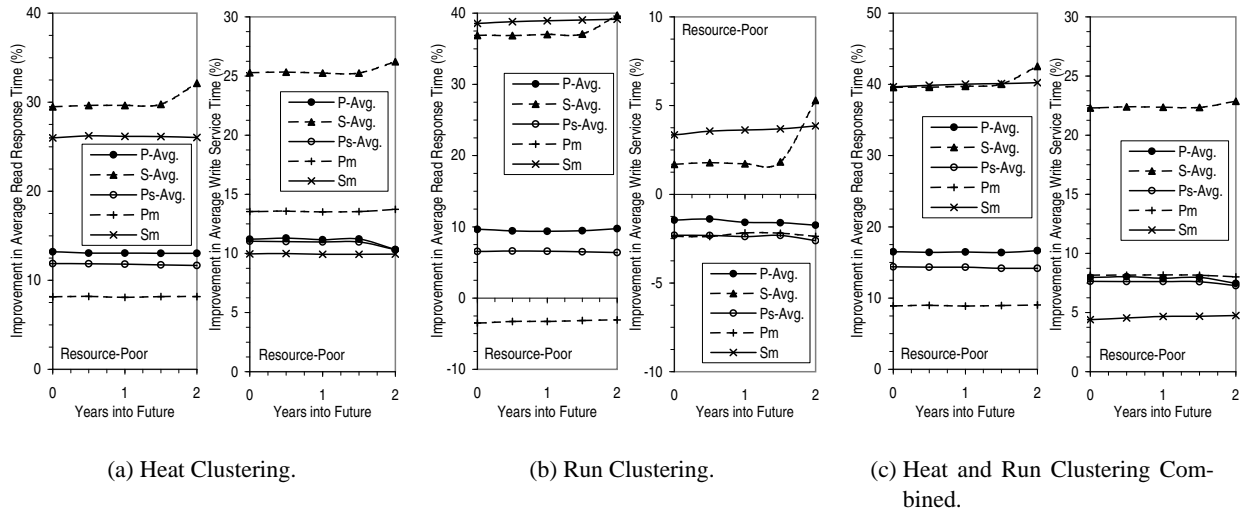 Improvement in Average Read Response Time (%)
40
30
20
10
0
P-Avg.
S-Avg.
Ps-Avg.
Pm
Sm
Resource-Poor
0 1 2
Years into Future
Improvement in Average Write Service Time (%)
30
25
20
15
10
5
0
P-Avg.
S-Avg.
Ps-Avg.
Pm
Sm
0 1 2
Years into Future
(a) Heat Clustering.
Improvement in Average Read Response Time (%)
40
30
20
10
0
-10
P-Avg.
S-Avg.
Ps-Avg.
Pm
Sm
Resource-Poor
0 1 2
Years into Future
Improvement in Average Write Service Time (%)
10
5
0
-5
-10
Resource-Poor
P-Avg.
S-Avg.
Ps-Avg.
Pm
Sm
0 1 2
Years into Future
(b) Run Clustering.
Improvement in Average Read Response Time (%)
50
40
30
20
10
0
P-Avg.
S-Avg.
Ps-Avg.
Pm
Sm
Resource-Poor
0 1 2
Years into Future
Improvement in Average Write Service Time (%)
30
25
20
15
10
5
0
P-Avg.
S-Avg.
Ps-Avg.
Pm
Sm
0 1 2
Years into Future
(c) Heat and Run Clustering Com-
bined.